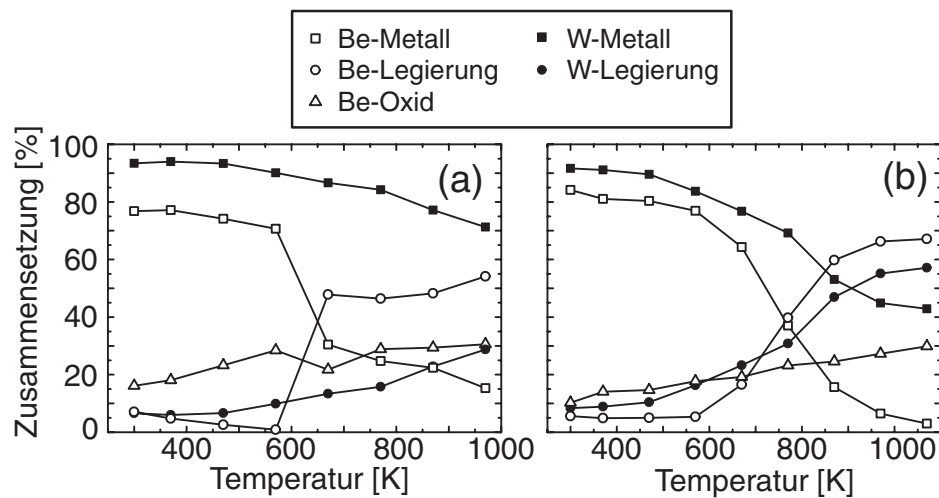 Be-Metall W-Metall
Be-Legierung W-Legierung
Be-Oxid
Zusammensetzung [%]
100
80
60
40
20
0
(a) (b)
400 600 800 1000 400 600 800 1000
Temperatur [K] Temperatur [K]